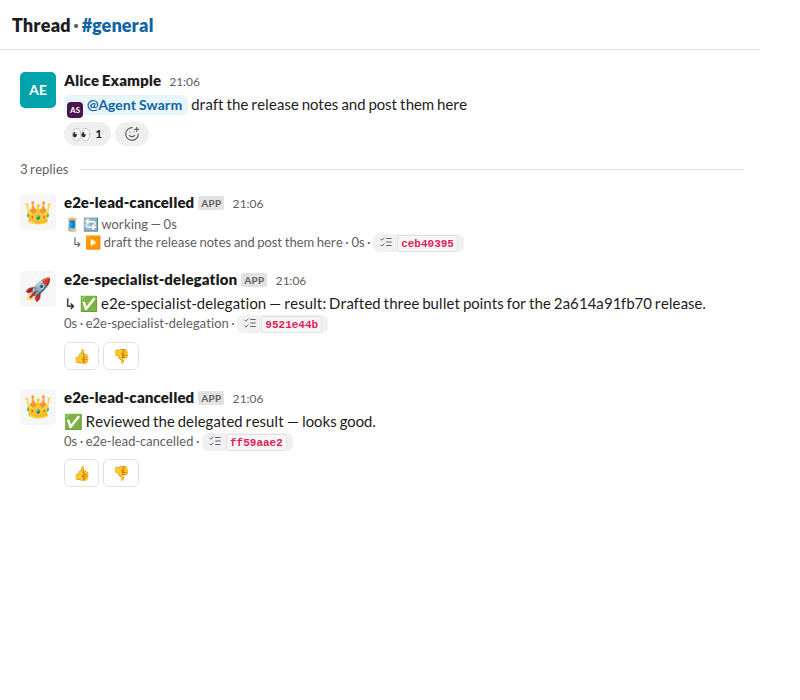 Thread · #general
AE
Alice Example 21:06
AS @Agent Swarm draft the release notes and post them here
👀 1
3 replies
e2e-lead-cancelled APP 21:06
🧵 🔄 working — 0s
↳ ▶️ draft the release notes and post them here · 0s · ceb40395
e2e-specialist-delegation APP 21:06
↳ ✅ e2e-specialist-delegation — result: Drafted three bullet points for the 2a614a91fb70 release.
0s · e2e-specialist-delegation · 9521e44b
👍 👎
e2e-lead-cancelled APP 21:06
✅ Reviewed the delegated result — looks good.
0s · e2e-lead-cancelled · ff59aae2
👍 👎